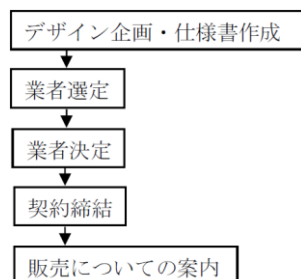 デザイン企画・仕様書作成
業者選定
業者決定
契約締結
販売についての案内